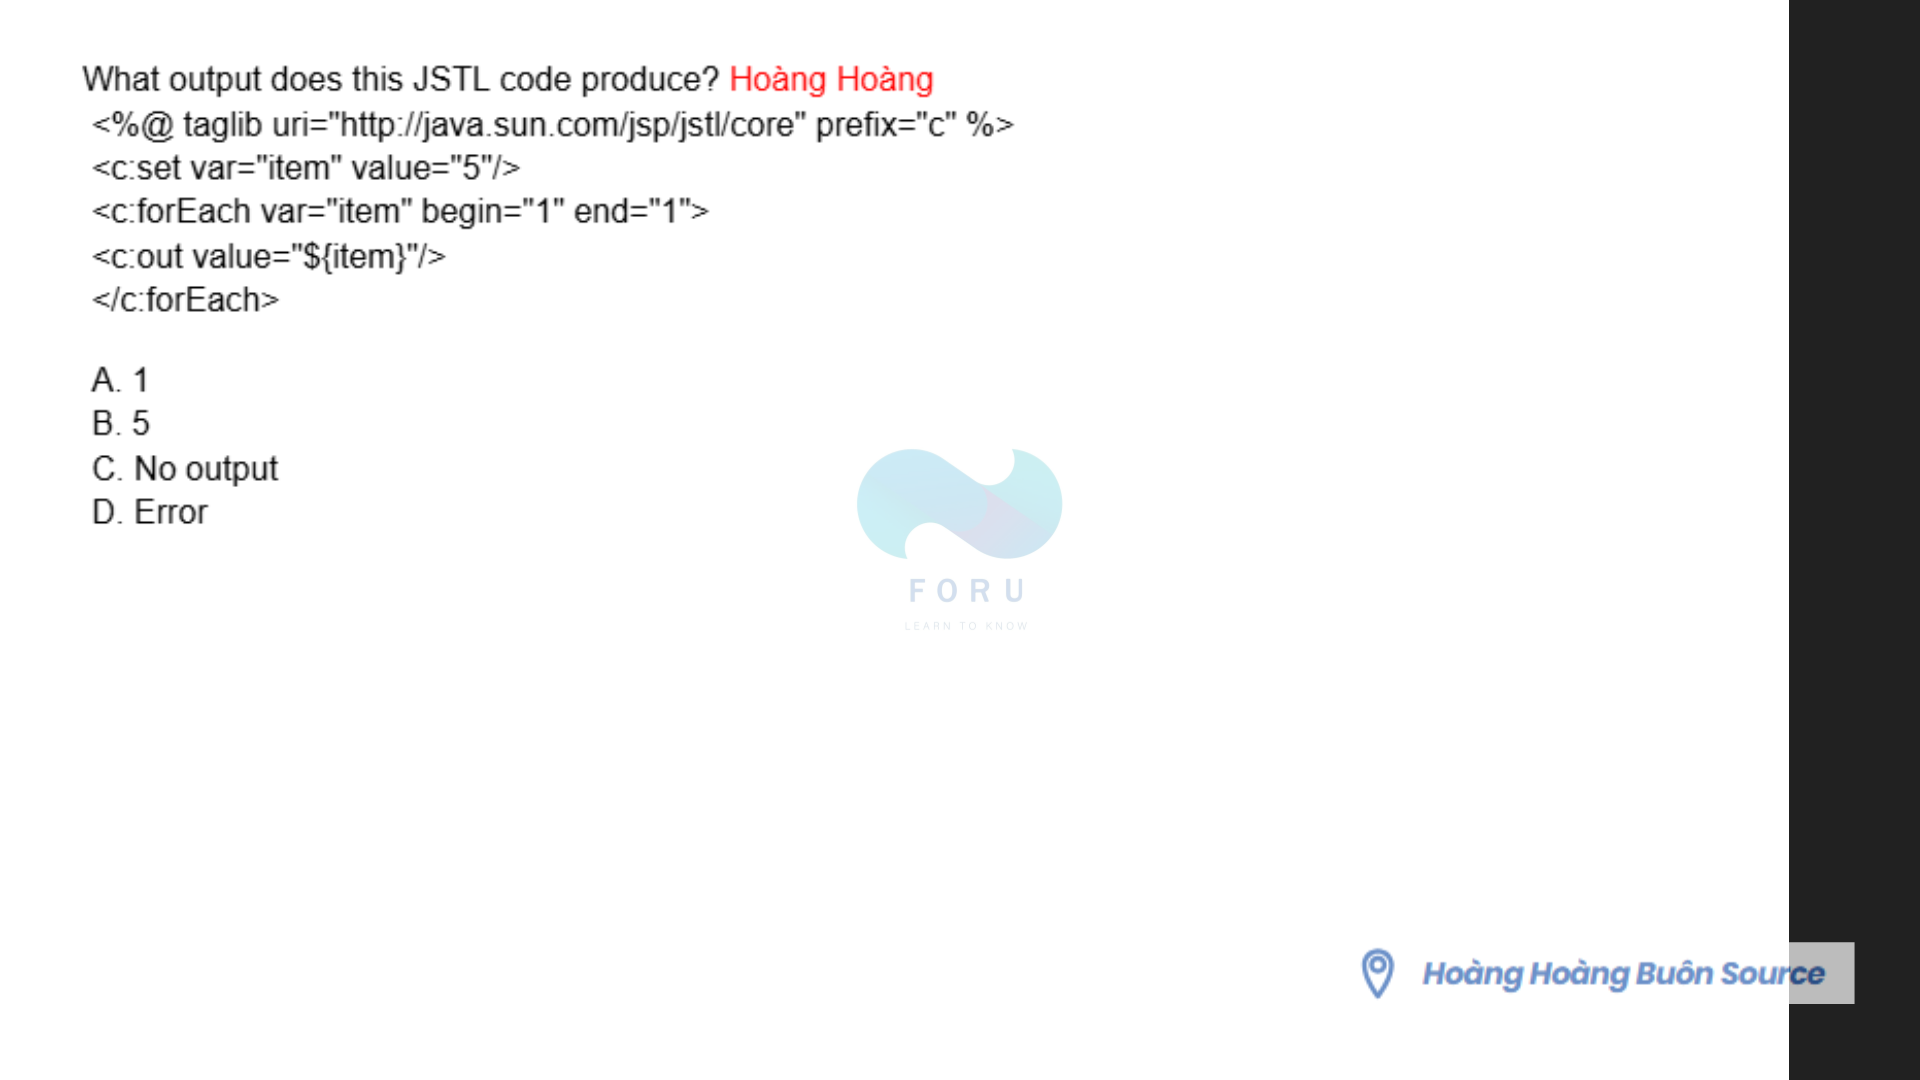 What output does this JSTL code produce? Hoàng Hoàng
<%@ taglib uri="http://java.sun.com/jsp/jstl/core" prefix="c" %>
<c:set var="item" value="5"/>
<c:forEach var="item" begin="1" end="1">
<c:out value="${item}"/>
</c:forEach>
A. 1
B. 5
C. No output
D. Error
FORU
LEARN TO KNOW
Hoàng Hoàng Buôn Source